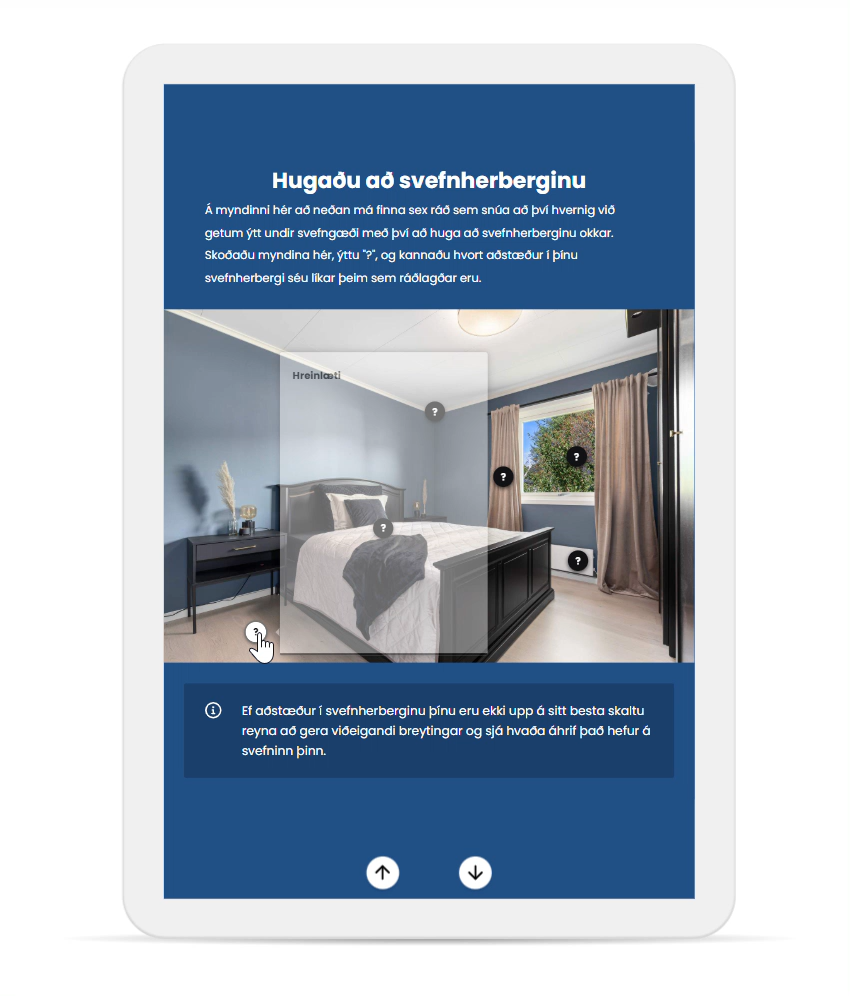 Hugaðu að svefnherberginu
Á myndinni hér að neðan má finna sex ráð sem snúa að því hvernig við
getum ýtt undir svefngæði með því að huga að svefnherberginu okkar.
Skoðaðu myndina hér, ýttu "?", og kannaðu hvort aðstæður í þínu
svefnherbergi séu líkar þeim sem ráðlagðar eru.
Hreinlæti
?
?
?
?
?
?
Ef aðstæður í svefnherberginu þínu eru ekki upp á sitt besta skaltu
reyna að gera viðeigandi breytingar og sjá hvaða áhrif það hefur á
svefninn þinn.